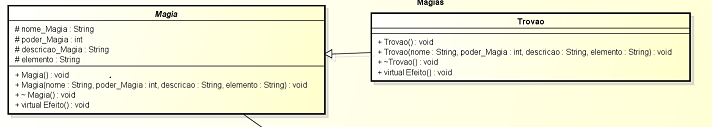 Magias
Magia
# nome_Magia : String
# poder_Magia : int
# descricao_Magia : String
# elemento : String
+ Magia() : void
+ Magia(nome : String, poder_Magia : int, descricao : String, elemento : String) : void
+ ~ Magia() : void
+ virtual Efeito() : void
Trovao
+ Trovao() : void
+ Trovao(nome : String, poder_Magia : int, descricao : String, elemento : String) : void
+ ~Trovao() : void
+ virtual Efeito() : void